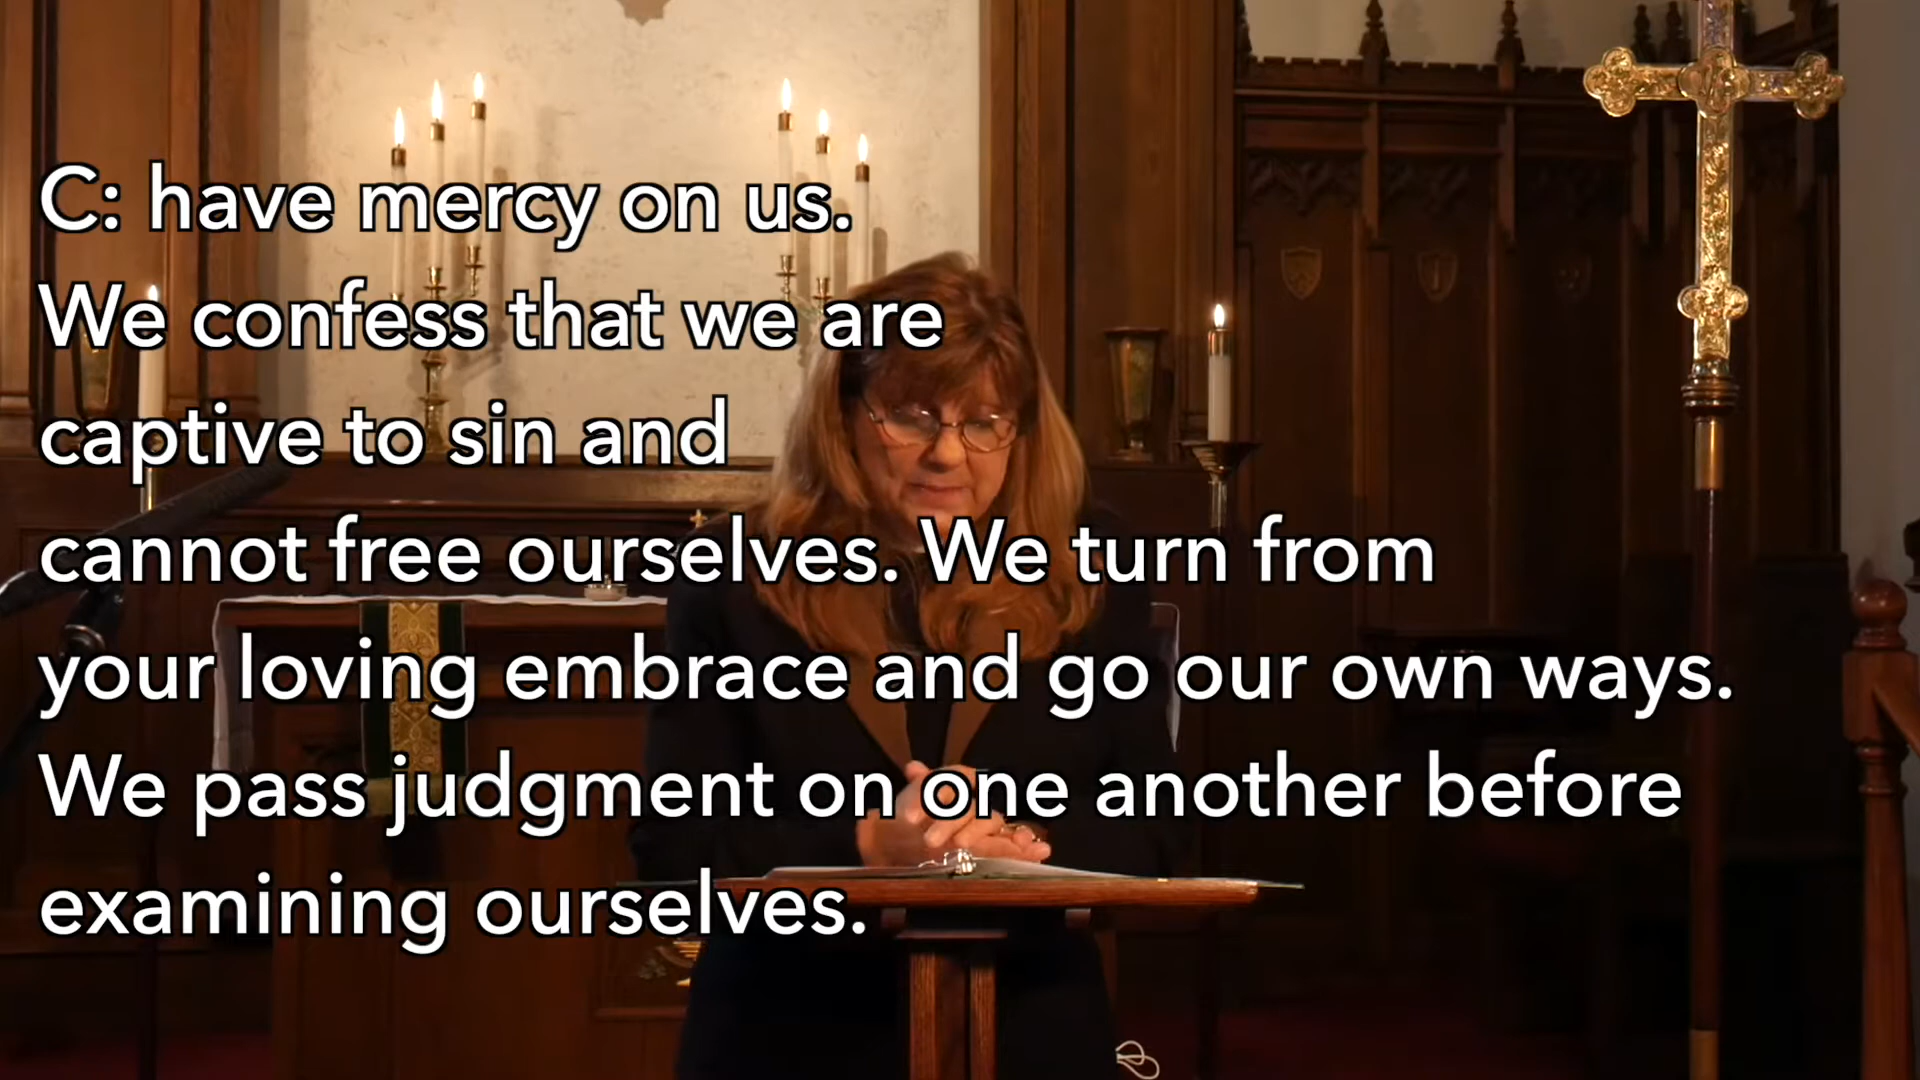 C: have mercy on us.
We confess that we are
captive to sin and
cannot free ourselves. We turn from
your loving embrace and go our own ways.
We pass judgment on one another before
examining ourselves.